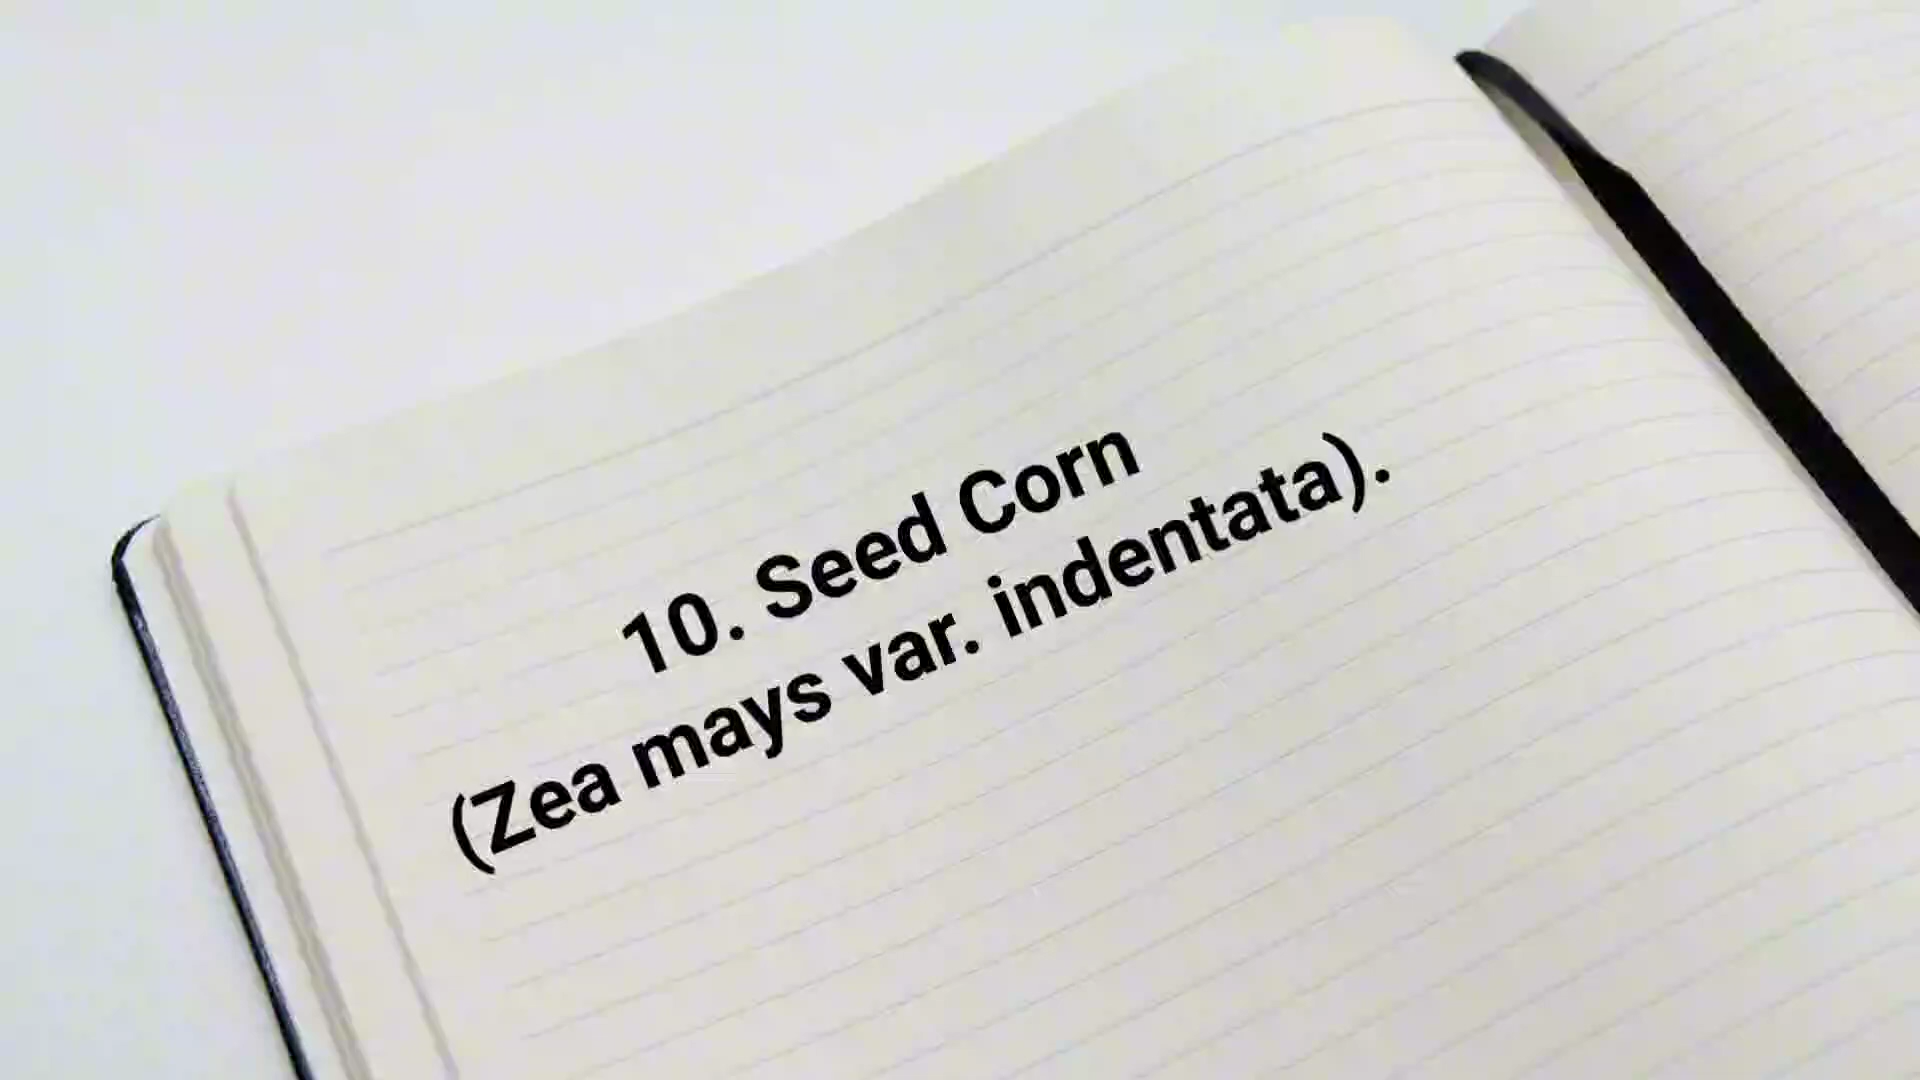 10. Seed Corn
(Zea mays var. indentata).